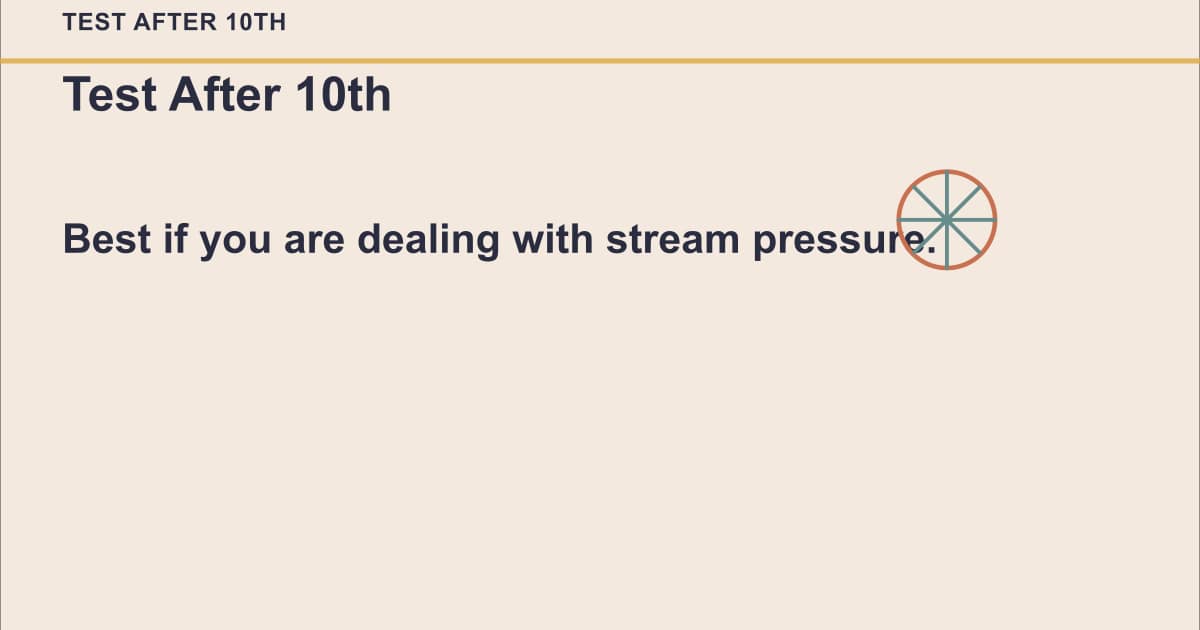 TEST AFTER 10TH
Test After 10th
Best if you are dealing with stream pressure.